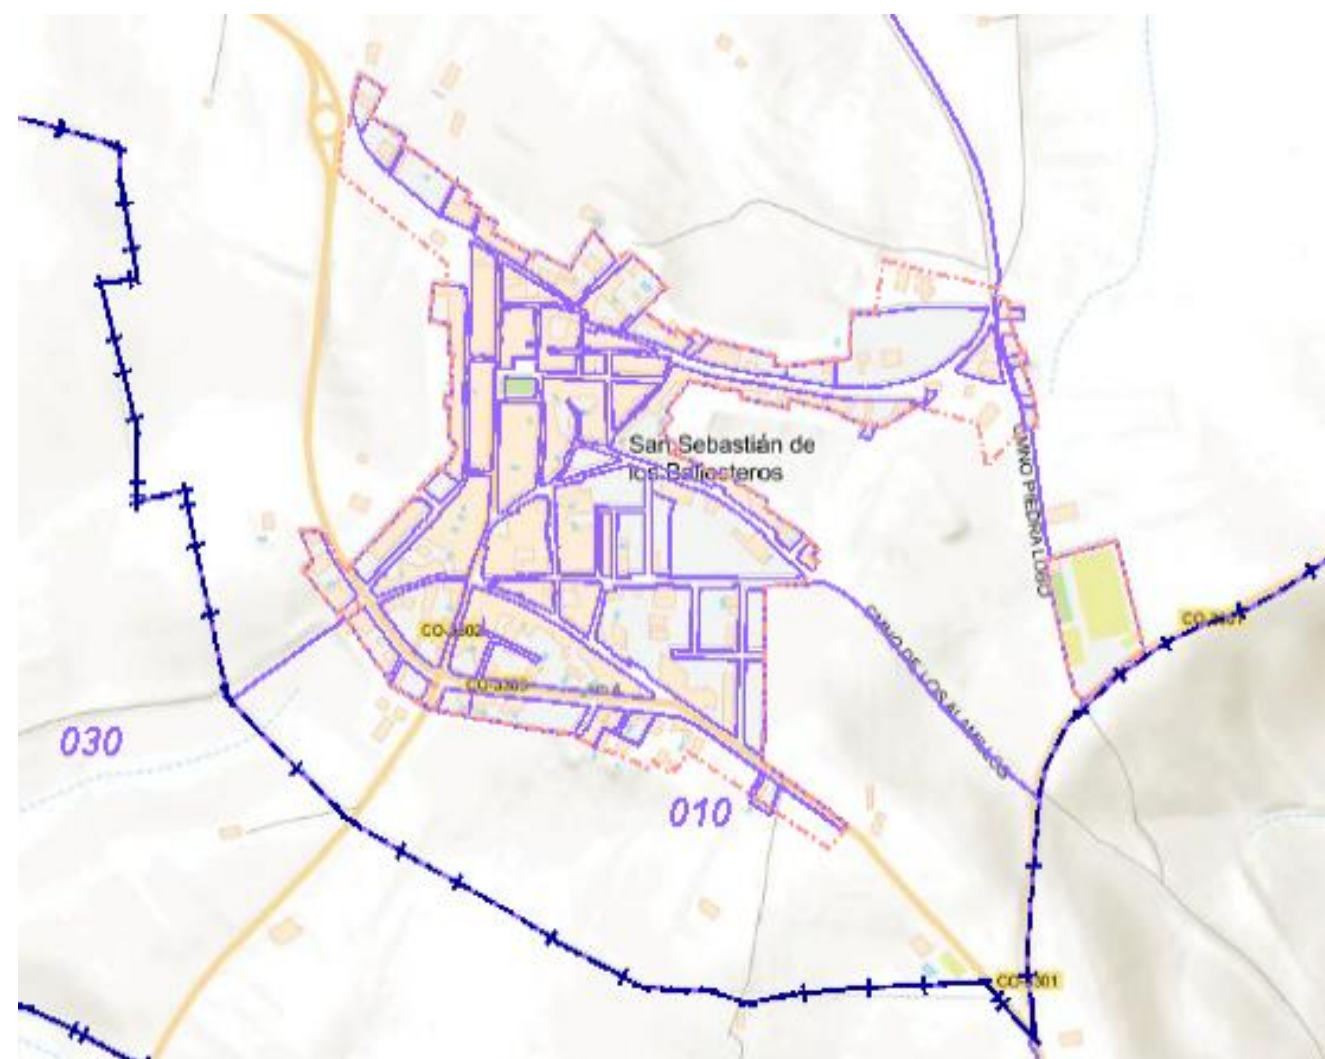 San Sebastián de
los Ballesteros
CMNO PIEDRA LUSO
CO-3301
CO-3302
CMNO DE LOS ALAMILLOS
CO-3303
030
010
CO-3301